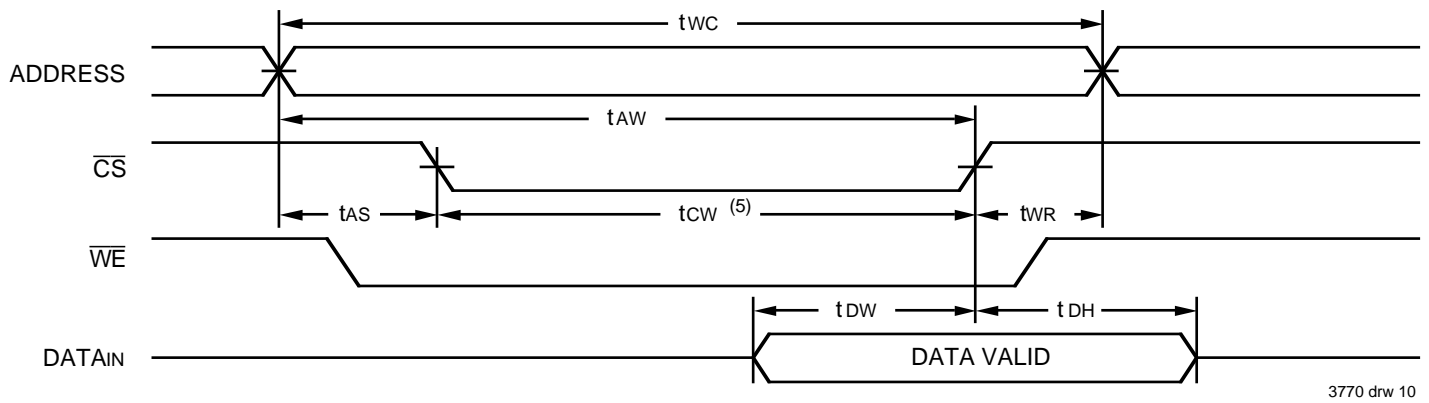 tWC
ADDRESS
tAW
CS
tAS
tCW (5)
tWR
WE
tDW
tDH
DATAIN
DATA VALID
3770 drw 10